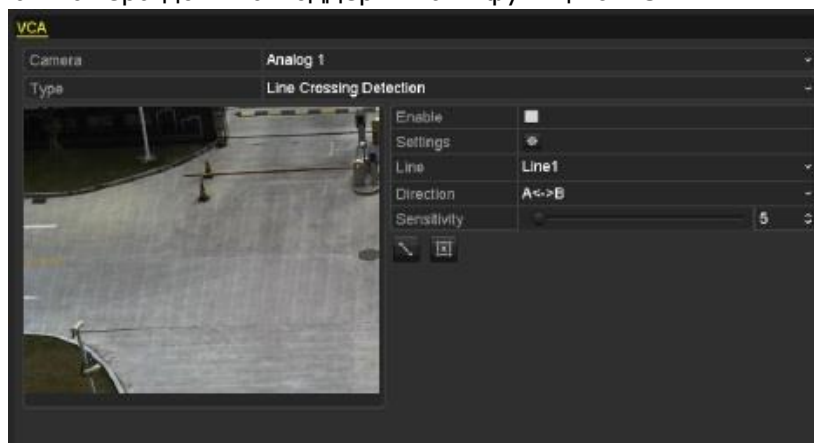 VCA
Camera Analog 1
Type Line Crossing Detection
Enable
Settings
Line Line1
Direction A<->B
Sensitivity 5